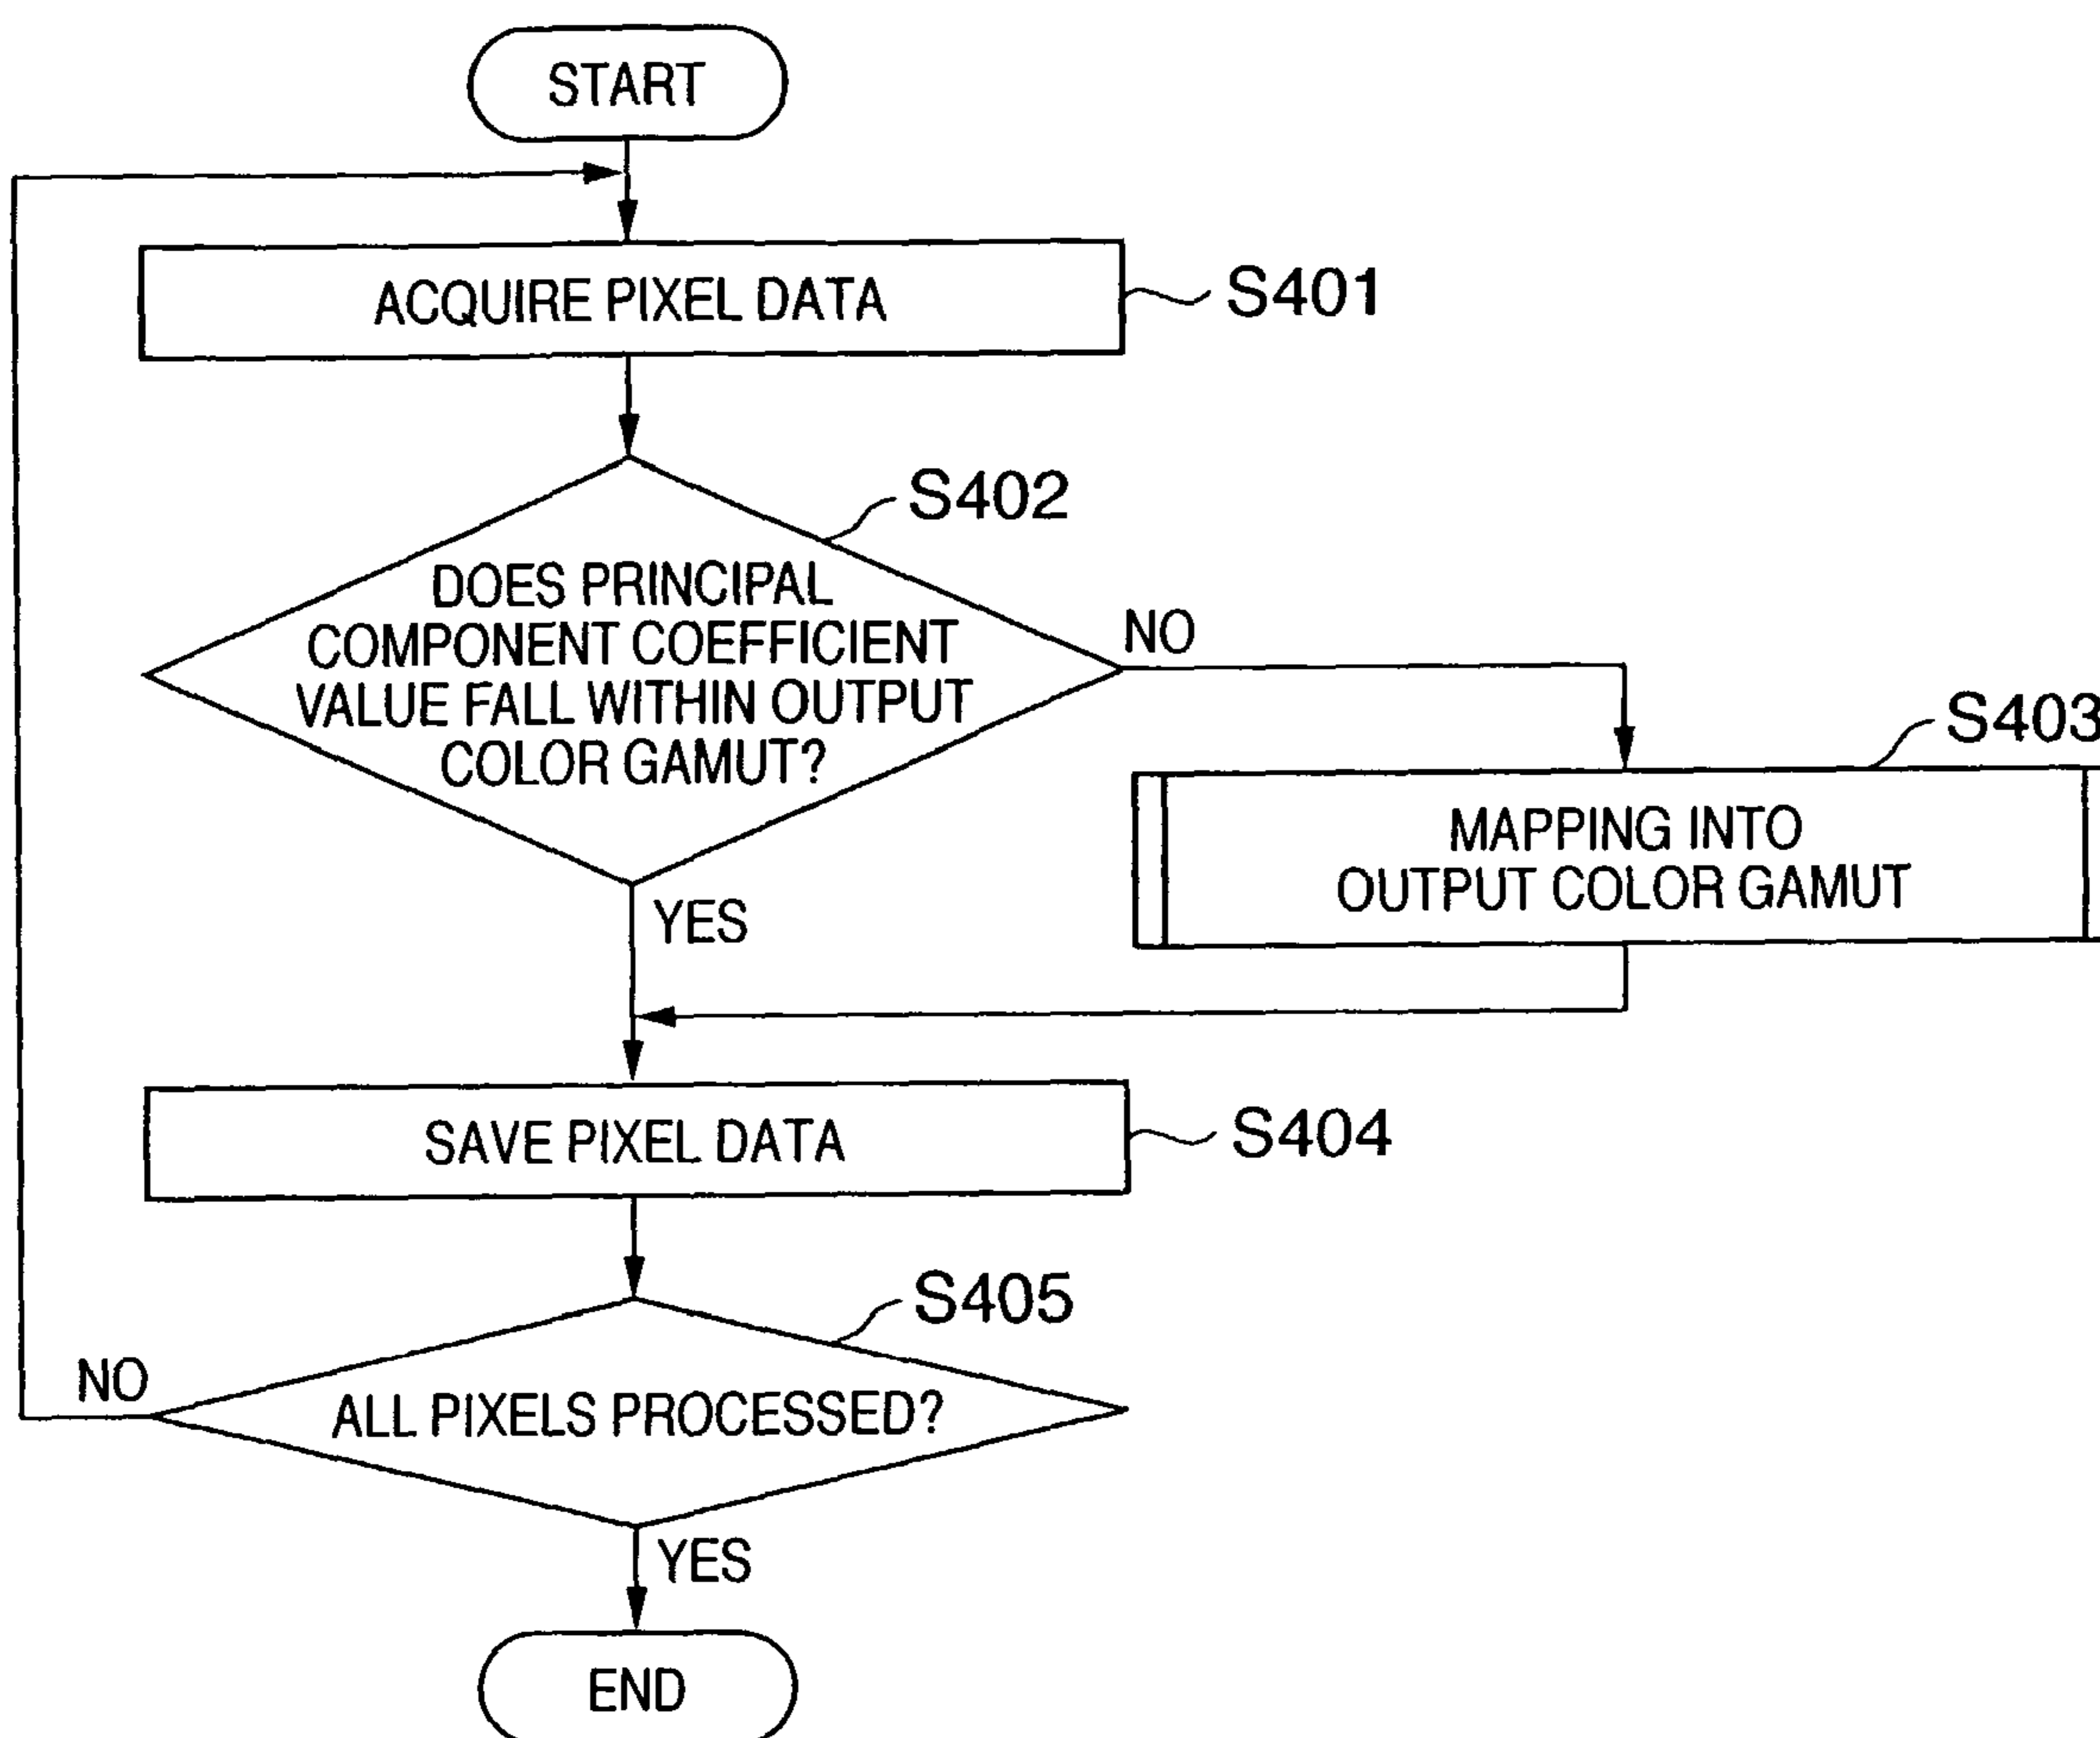 START
ACQUIRE PIXEL DATA
S401
S402
DOES PRINCIPAL
COMPONENT COEFFICIENT
VALUE FALL WITHIN OUTPUT
COLOR GAMUT?
NO
S403
MAPPING INTO
OUTPUT COLOR GAMUT
YES
SAVE PIXEL DATA
S404
S405
NO
ALL PIXELS PROCESSED?
YES
END